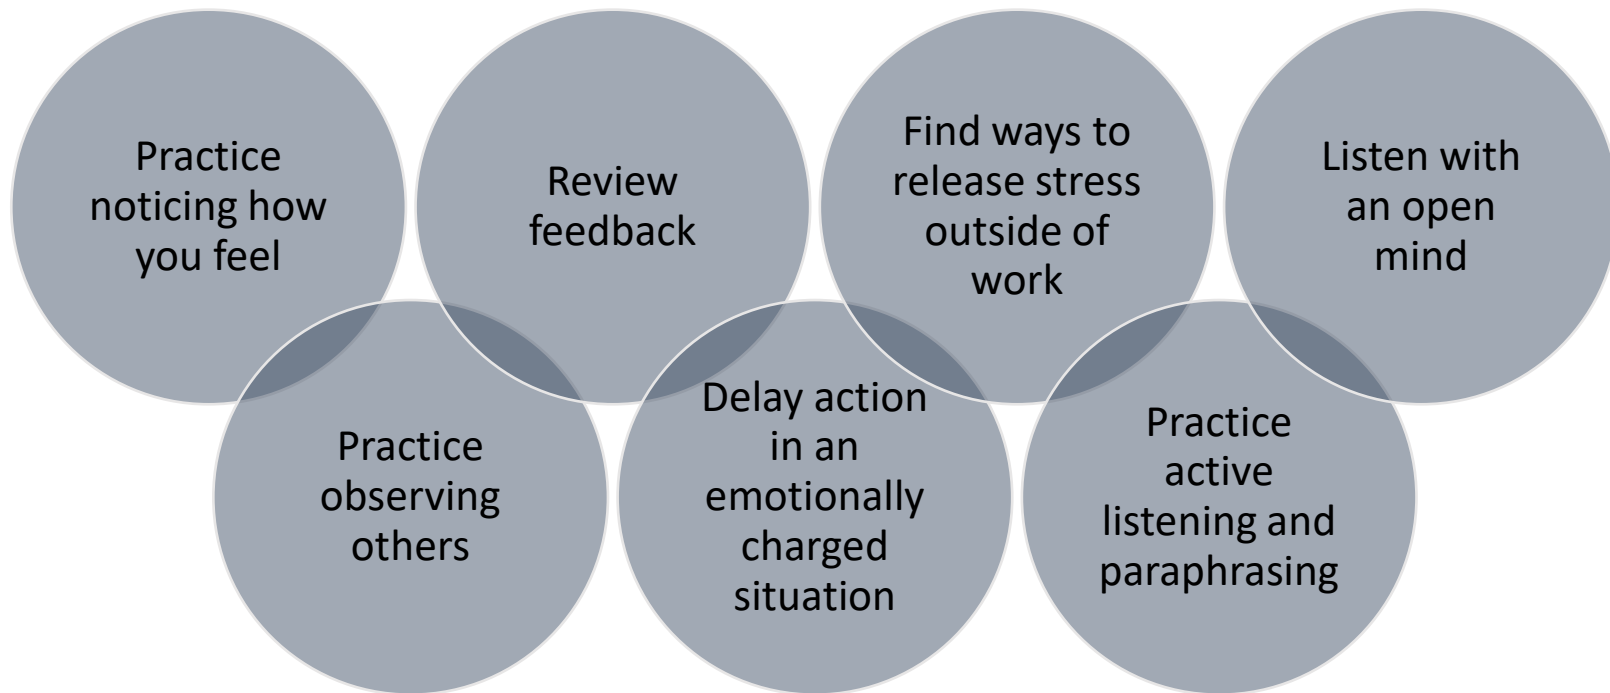 Practice
noticing how
you feel
Practice
observing
others
Review
feedback
Delay action
in an
emotionally
charged
situation
Find ways to
release stress
outside of
work
Practice
active
listening and
paraphrasing
Listen with
an open
mind